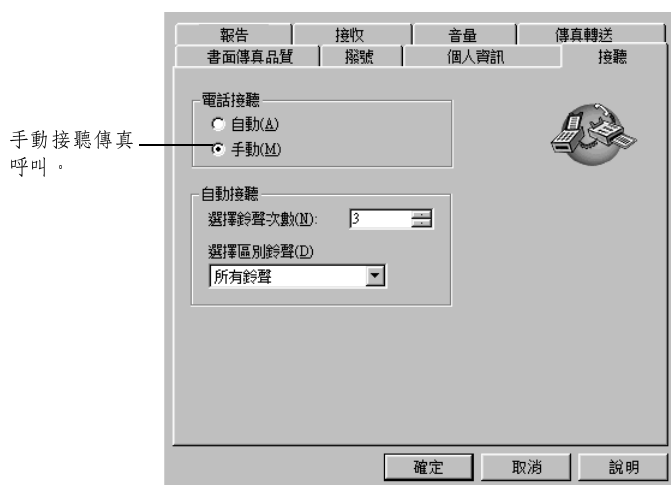 報告 接收 音量 傳真轉送
書面傳真品質 撥號 個人資訊 接聽
電話接聽
自動(A)
手動(M)
手動接聽傳真
呼叫。
自動接聽
選擇鈴聲次數(N): 3
選擇區別鈴聲(D)
所有鈴聲
確定 取消 說明